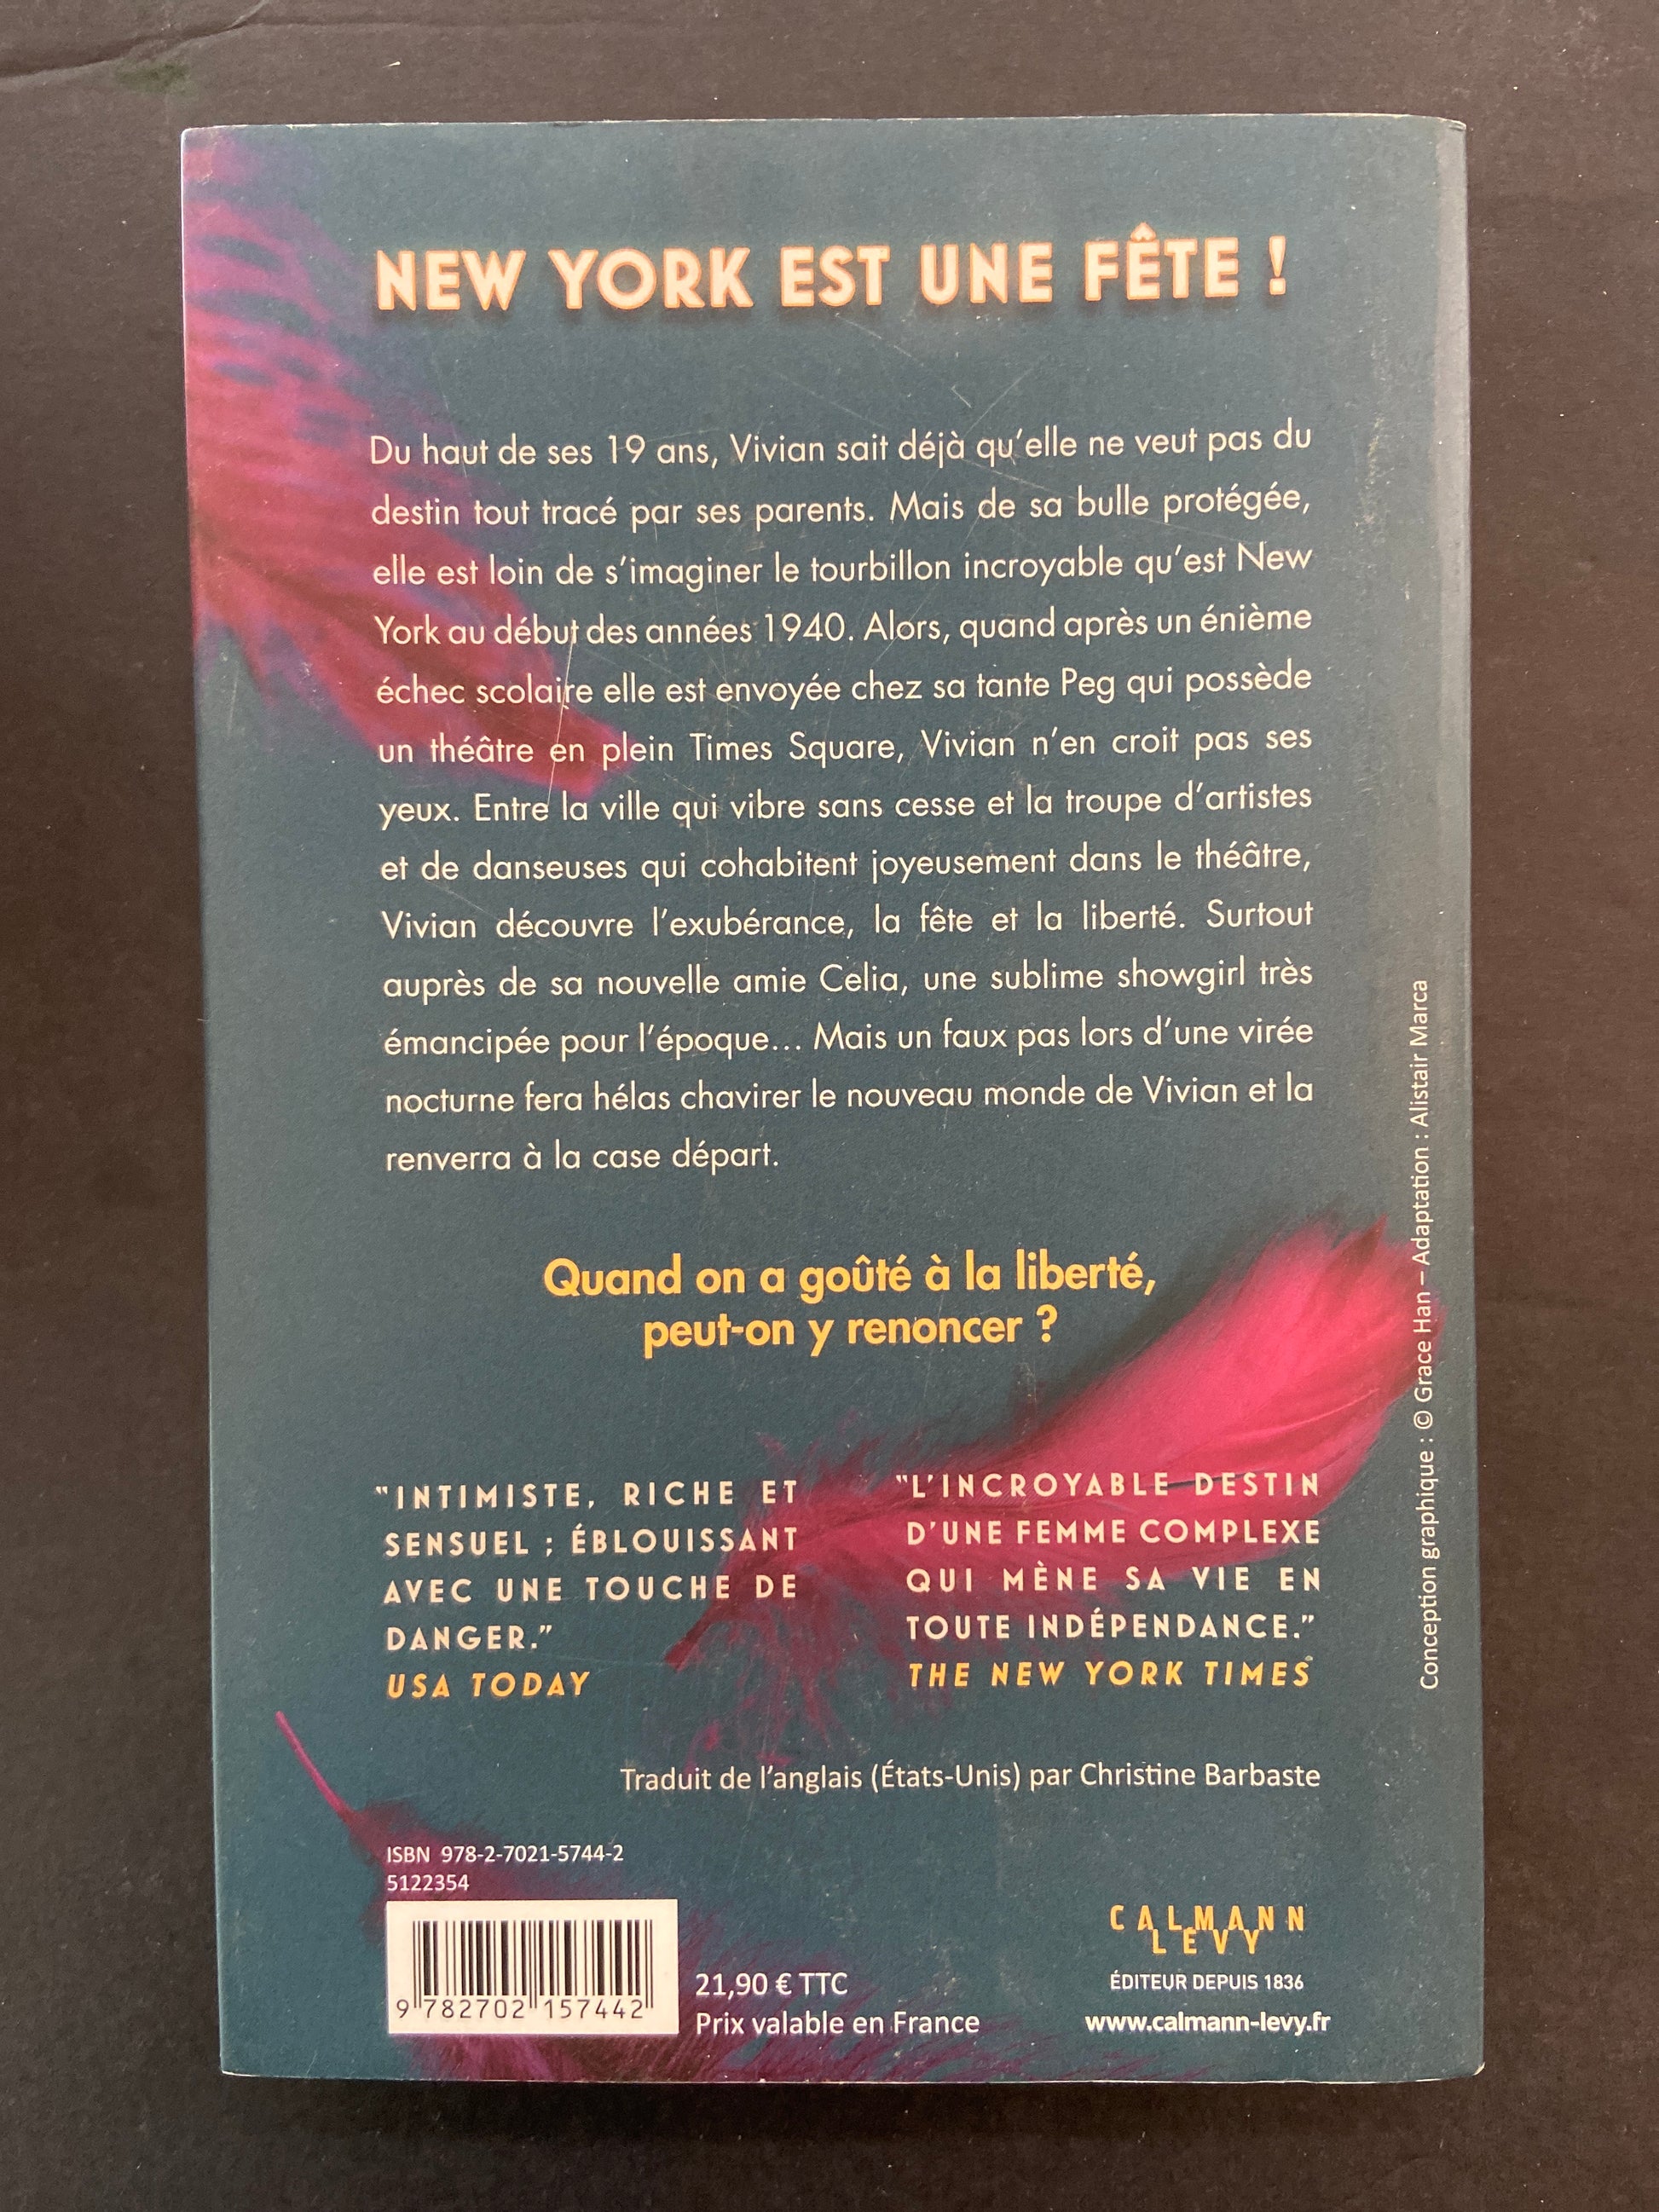 NEW YORK EST UNE FÊTE !
Du haut de ses 19 ans, Vivian sait déjà qu'elle ne veut pas du
destin tout tracé par ses parents. Mais de sa bulle protégée,
elle est loin de s'imaginer le tourbillon incroyable qu'est New
York au début des années 1940. Alors, quand après un énième
échec scolaire elle est envoyée chez sa tante Peg qui possède
un théâtre en plein Times Square, Vivian n'en croit pas ses
yeux. Entre la ville qui vibre sans cesse et la troupe d'artistes
et de danseuses qui cohabitent joyeusement dans le théâtre,
Vivian découvre l'exubérance, la fête et la liberté. Surtout
auprès de sa nouvelle amie Celia, une sublime showgirl très
émancipée pour l'époque... Mais un faux pas lors d'une virée
nocturne fera hélas chavirer le nouveau monde de Vivian et la
renverra à la case départ.
Quand on a goûté à la liberté,
peut-on y renoncer ?
"INTIMISTE, RICHE ET
SENSUEL ; ÉBLOUISSANT
AVEC UNE TOUCHE DE
DANGER."
USA TODAY
"L'INCROYABLE DESTIN
D'UNE FEMME COMPLEXE
QUI MÈNE SA VIE EN
TOUTE INDÉPENDANCE."
THE NEW YORK TIMES
Traduit de l'anglais (États-Unis) par Christine Barbaste
ISBN 978-2-7021-5744-2
5122354
9 782702 157442
21,90 € TTC
Prix valable en France
CALMANN
LÉVY
ÉDITEUR DEPUIS 1836
www.calmann-levy.fr
Conception graphique : © Grace Han – Adaptation : Alistair Marca